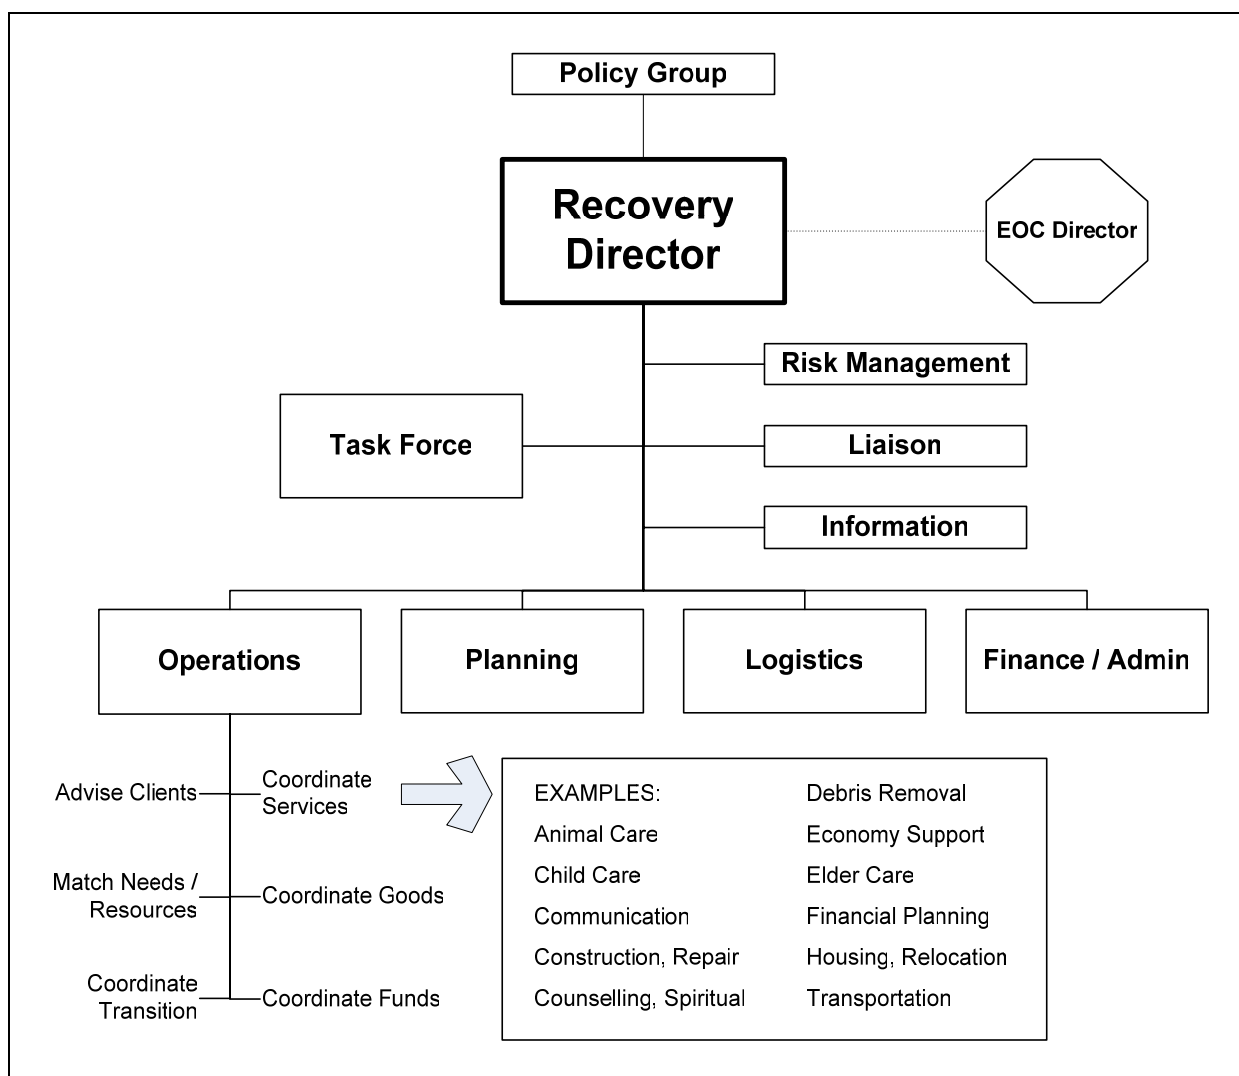 Policy Group
Recovery
Director
EOC Director
Risk Management
Task Force
Liaison
Information
Operations
Planning
Logistics
Finance / Admin
Advise Clients
Coordinate
Services
Match Needs /
Resources
Coordinate Goods
Coordinate
Transition
Coordinate Funds
EXAMPLES:
Animal Care
Child Care
Communication
Construction, Repair
Counselling, Spiritual
Debris Removal
Economy Support
Elder Care
Financial Planning
Housing, Relocation
Transportation